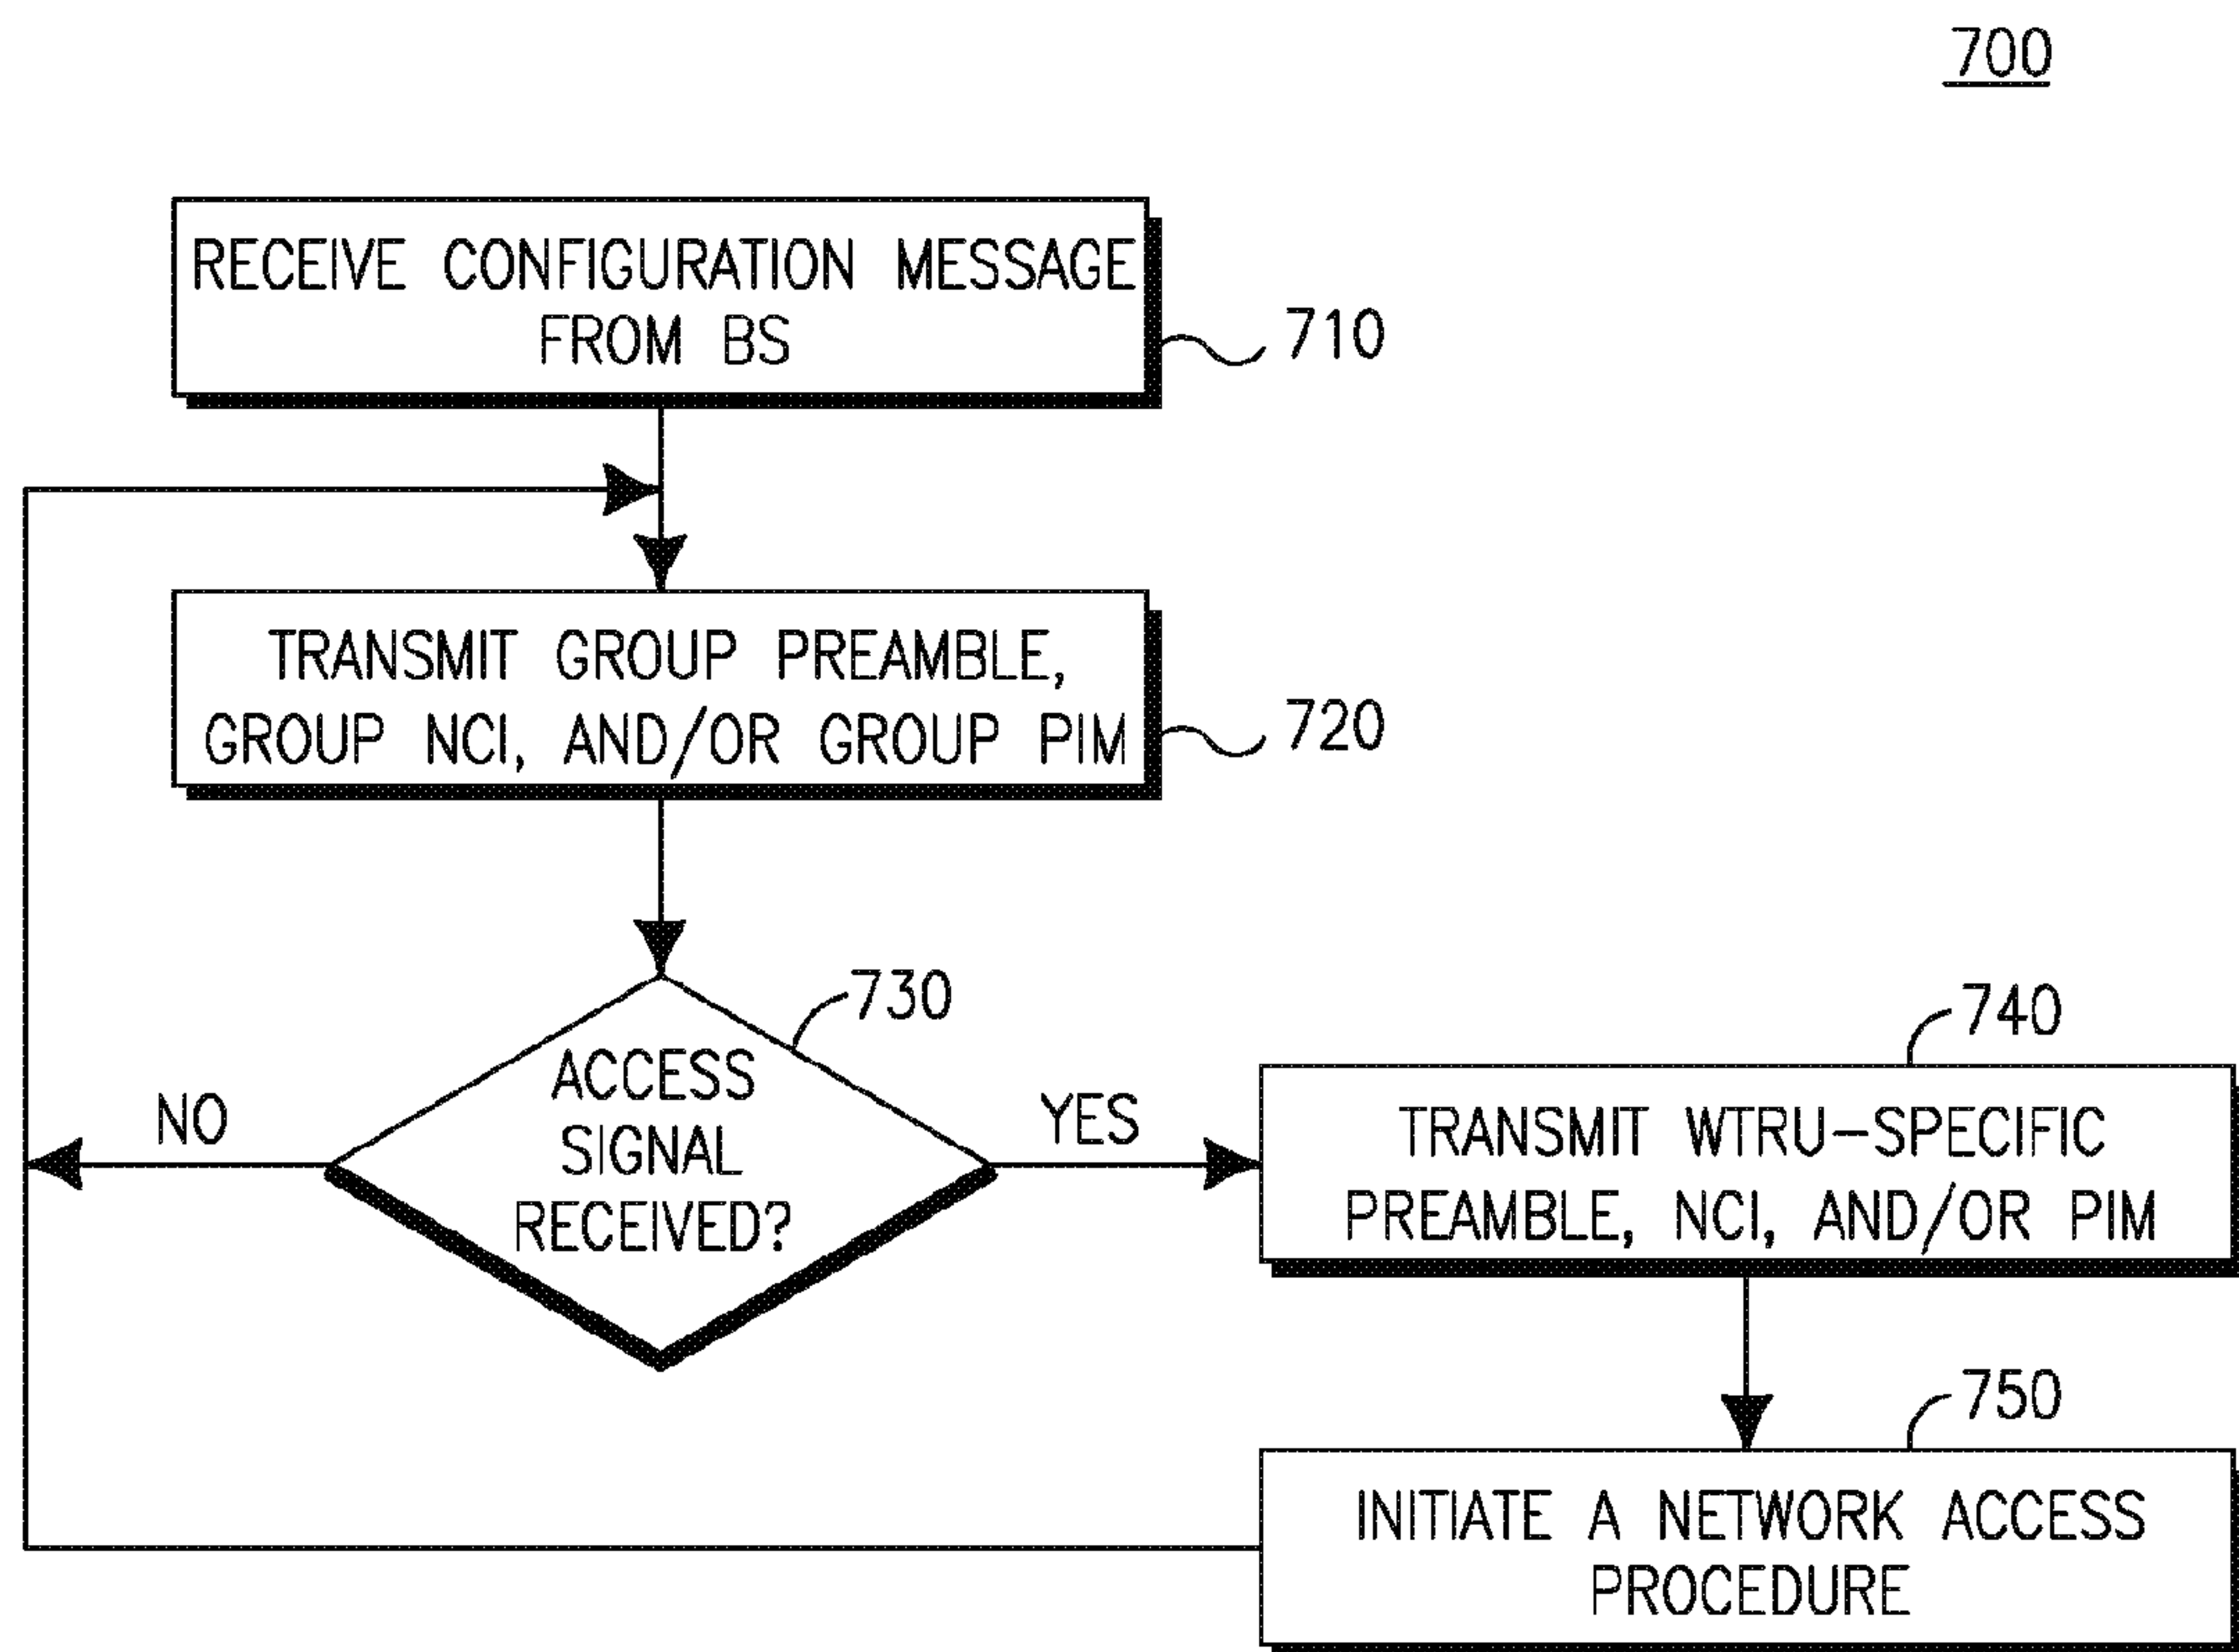 700
RECEIVE CONFIGURATION MESSAGE
FROM BS
710
TRANSMIT GROUP PREAMBLE,
GROUP NCI, AND/OR GROUP PIM
720
730
ACCESS
SIGNAL
RECEIVED?
NO
YES
740
TRANSMIT WTRU-SPECIFIC
PREAMBLE, NCI, AND/OR PIM
750
INITIATE A NETWORK ACCESS
PROCEDURE